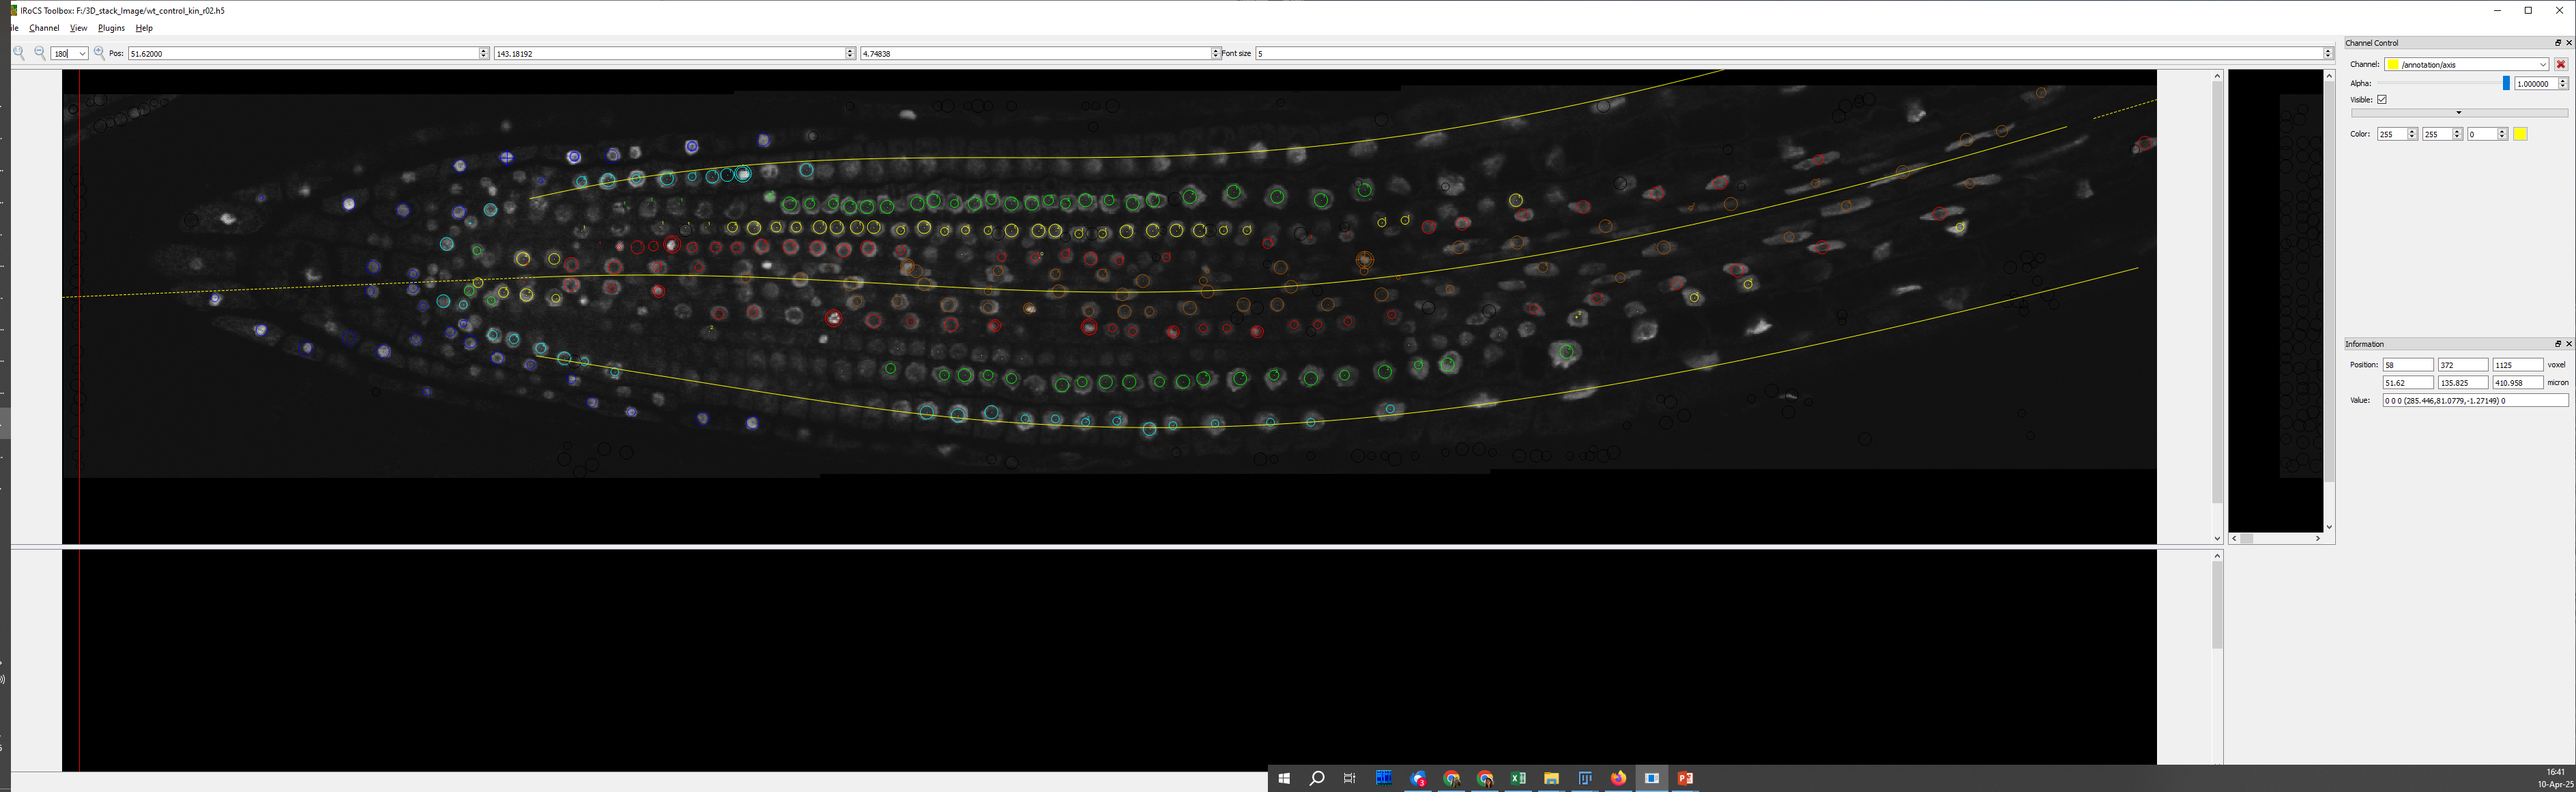 IRoCS Toolbox: F:/3D_stack_Image/wt_control_kin_r02.h5
ile Channel View Plugins Help
180 Pos: 51.62000 143.18192 4.74838 Font size 5
Channel Control
Channel: /annotation/axis
Alpha: 1.000000
Visible:
Color: 255 255 0
Information
Position: 58 372 1125 voxel
51.62 135.825 410.958 micron
Value: 0 0 0 (285.446,81.0779,-1.27149) 0
3
16:41
10-Apr-25